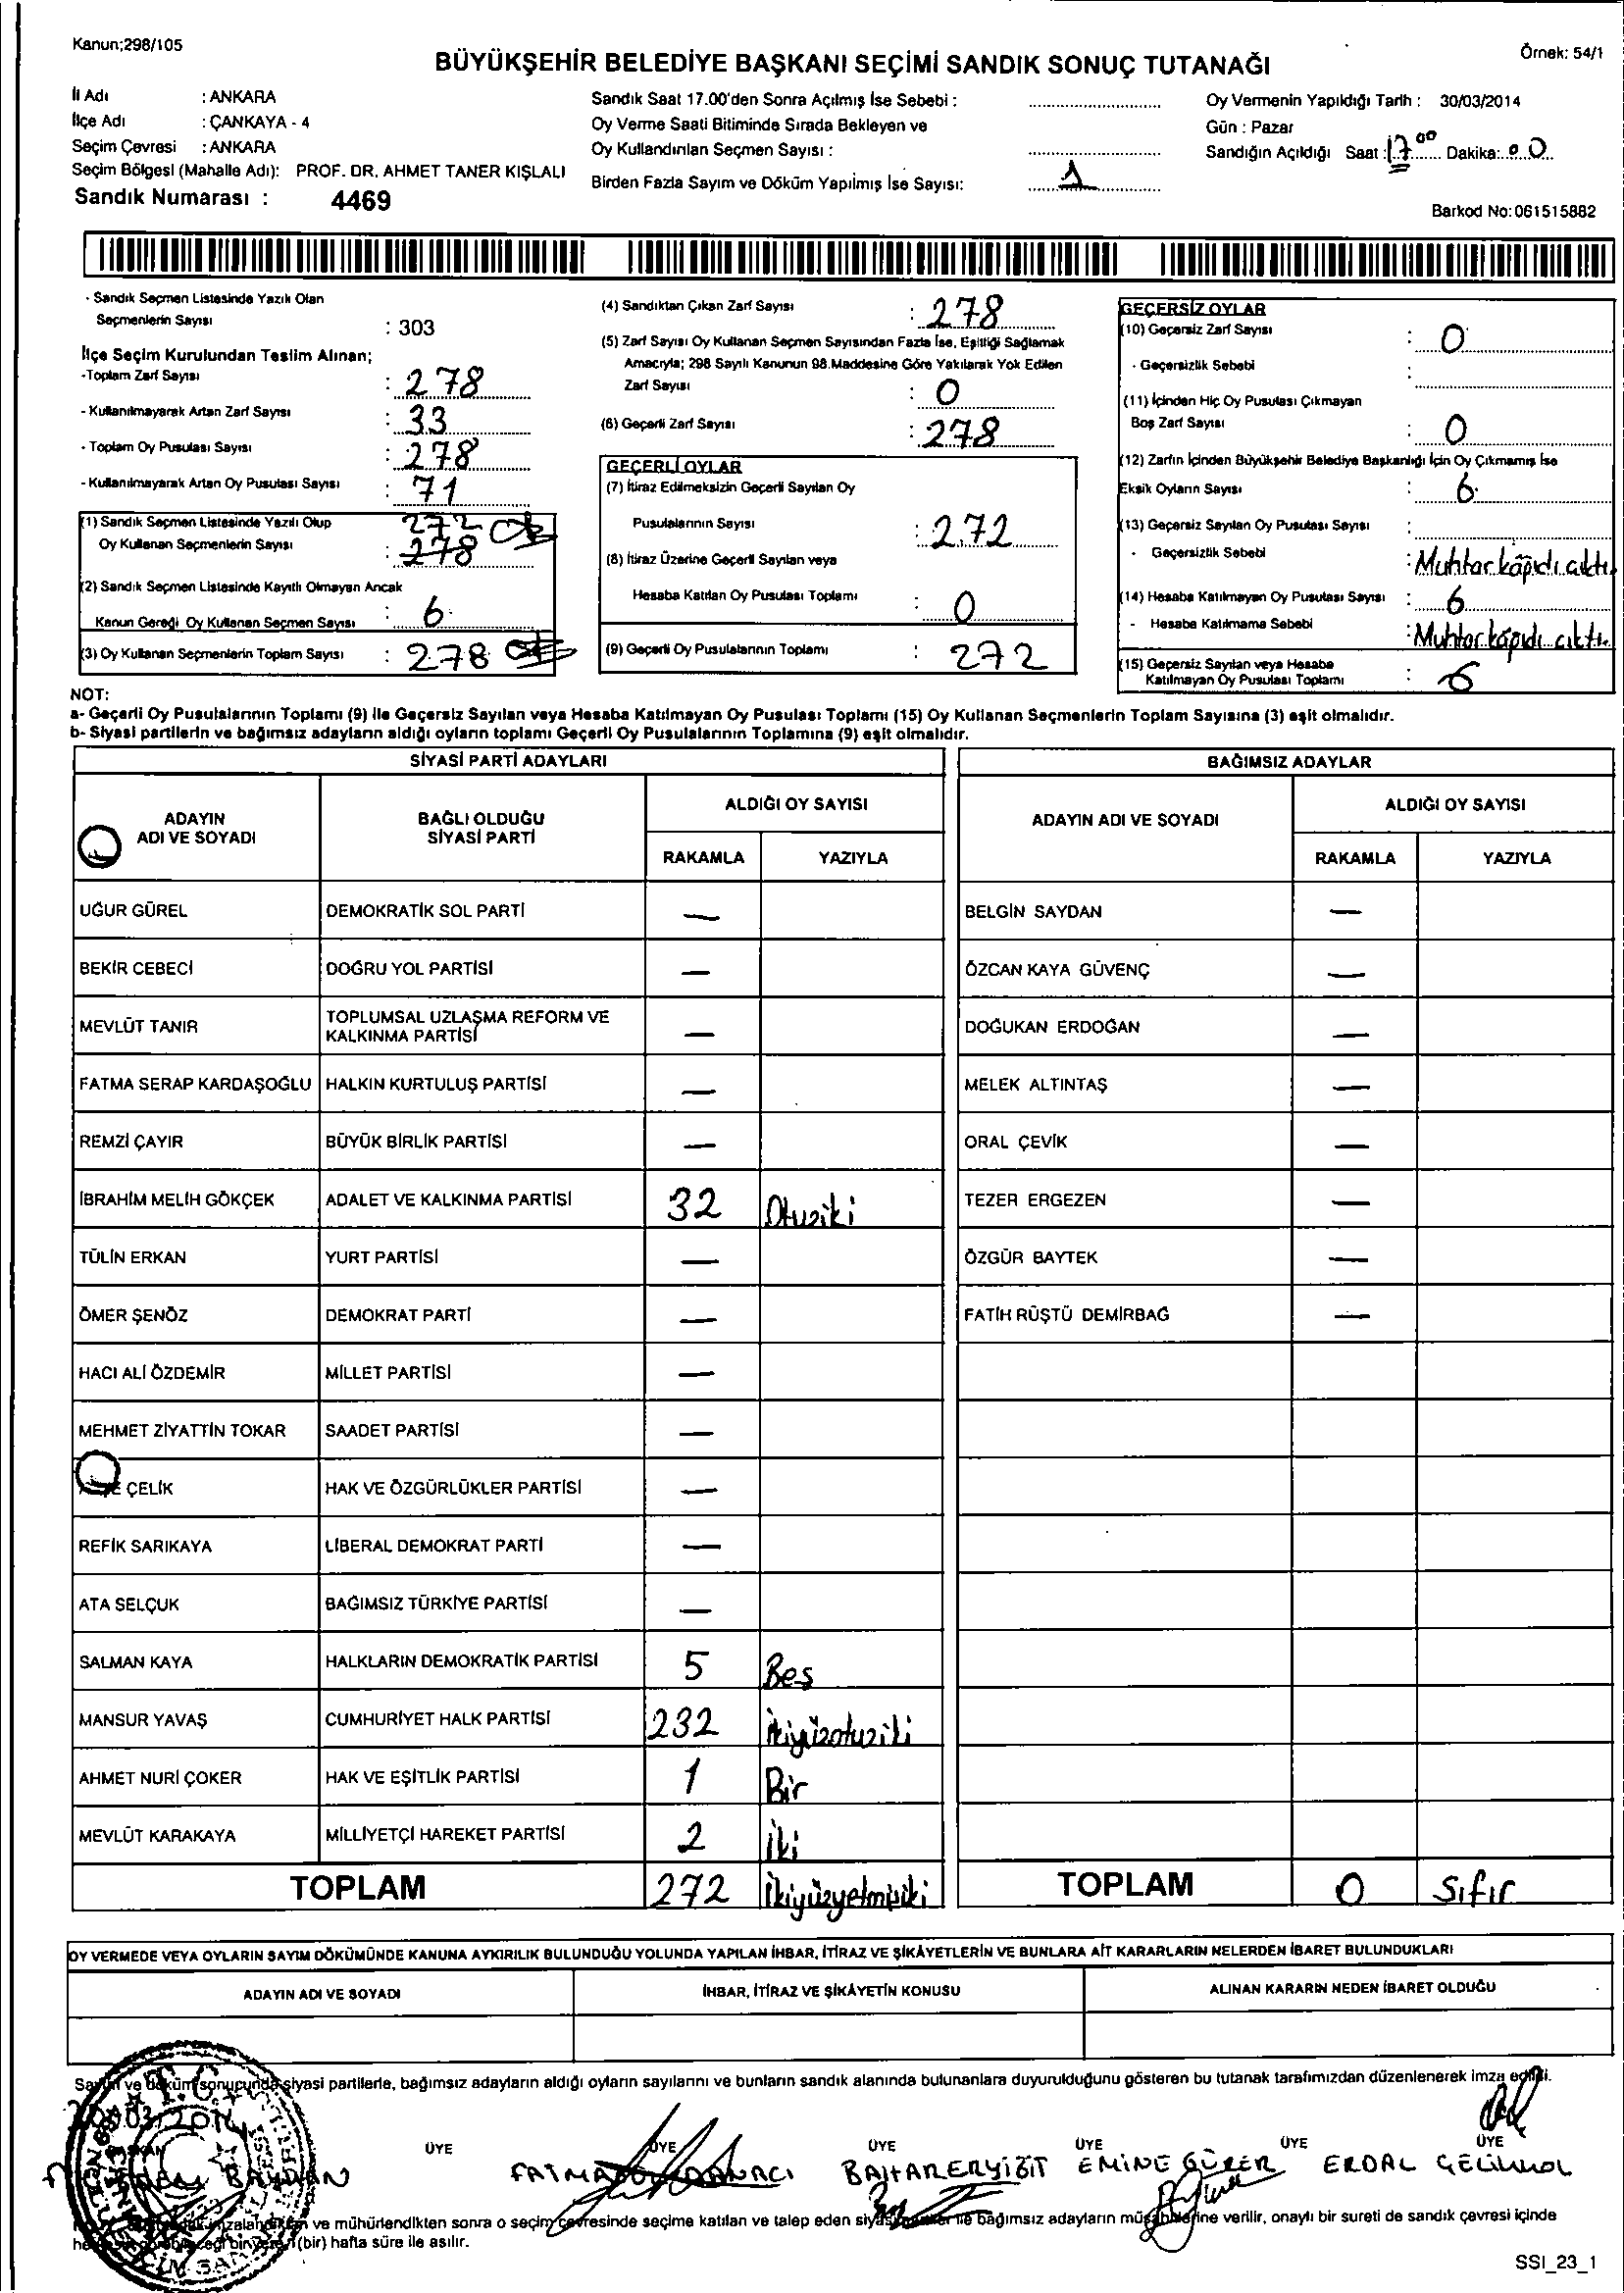 Kanun;298/105
Örnek: 54/1
BÜYÜKŞEHİR BELEDİYE BAŞKANI SEÇİMİ SANDIK SONUÇ TUTANAĞI
İl Adı : ANKARA
İlçe Adı : ÇANKAYA - 4
Seçim Çevresi : ANKARA
Seçim Bölgesi (Mahalle Adı): PROF. DR. AHMET TANER KIŞLALI
Sandık Numarası : 4469
Sandık Saat 17.00'den Sonra Açılmış İse Sebebi :
Oy Verme Saati Bitiminde Sırada Bekleyen ve
Oy Kullandırılan Seçmen Sayısı :
Birden Fazla Sayım ve Döküm Yapılmış İse Sayısı: 1
Oy Vermenin Yapıldığı Tarih : 30/03/2014
Gün : Pazar
Sandığın Açıldığı Saat : 17 00 Dakika: 00
Barkod No:061515882
- Sandık Seçmen Listesinde Yazılı Olan
Seçmenlerin Sayısı : 303
İlçe Seçim Kurulundan Teslim Alınan;
-Toplam Zarf Sayısı : 278
- Kullanılmayarak Artan Zarf Sayısı : 33
- Toplam Oy Pusulası Sayısı : 278
- Kullanılmayarak Artan Oy Pusulası Sayısı : 71
(1) Sandık Seçmen Listesinde Yazılı Olup 272
Oy Kullanan Seçmenlerin Sayısı : 278
(2) Sandık Seçmen Listesinde Kayıtlı Olmayan Ancak
Kanun Gereği Oy Kullanan Seçmen Sayısı : 6
(3) Oy Kullanan Seçmenlerin Toplam Sayısı : 278
(4) Sandıktan Çıkan Zarf Sayısı : 278
(5) Zarf Sayısı Oy Kullanan Seçmen Sayısından Fazla İse, Eşitliği Sağlamak
Amacıyla; 298 Sayılı Kanunun 98.Maddesine Göre Yakılarak Yok Edilen
Zarf Sayısı : 0
(6) Geçerli Zarf Sayısı : 278
GEÇERLİ OYLAR
(7) İtiraz Edilmeksizin Geçerli Sayılan Oy
Pusulalarının Sayısı : 272
(8) İtiraz Üzerine Geçerli Sayılan veya
Hesaba Katılan Oy Pusulası Toplamı : 0
(9) Geçerli Oy Pusulalarının Toplamı : 272
GEÇERSİZ OYLAR
(10) Geçersiz Zarf Sayısı : 0
- Geçersizlik Sebebi :
(11) İçinden Hiç Oy Pusulası Çıkmayan
Boş Zarf Sayısı : 0
(12) Zarfın İçinden Büyükşehir Belediye Başkanlığı İçin Oy Çıkmamış İse
Eksik Oyların Sayısı : 6
(13) Geçersiz Sayılan Oy Pusulası Sayısı :
- Geçersizlik Sebebi : Muhtar kâğıdı çıktı.
(14) Hesaba Katılmayan Oy Pusulası Sayısı : 6
- Hesaba Katılmama Sebebi : Muhtar kâğıdı çıktı.
(15) Geçersiz Sayılan veya Hesaba
Katılmayan Oy Pusulası Toplamı : 6
NOT:
a- Geçerli Oy Pusulalarının Toplamı (9) ile Geçersiz Sayılan veya Hesaba Katılmayan Oy Pusulası Toplamı (15) Oy Kullanan Seçmenlerin Toplam Sayısına (3) eşit olmalıdır.
b- Siyasi partilerin ve bağımsız adayların aldığı oyların toplamı Geçerli Oy Pusulalarının Toplamına (9) eşit olmalıdır.
SİYASİ PARTİ ADAYLARI
ADAYIN ADI VE SOYADI
BAĞLI OLDUĞU SİYASİ PARTİ
ALDIĞI OY SAYISI
RAKAMLA YAZIYLA
UĞUR GÜREL DEMOKRATİK SOL PARTİ —
BEKİR CEBECİ DOĞRU YOL PARTİSİ —
MEVLÜT TANIR TOPLUMSAL UZLAŞMA REFORM VE KALKINMA PARTİSİ —
FATMA SERAP KARDAŞOĞLU HALKIN KURTULUŞ PARTİSİ —
REMZİ ÇAYIR BÜYÜK BİRLİK PARTİSİ —
İBRAHİM MELİH GÖKÇEK ADALET VE KALKINMA PARTİSİ 32 Otuziki
TÜLİN ERKAN YURT PARTİSİ —
ÖMER ŞENÖZ DEMOKRAT PARTİ —
HACI ALİ ÖZDEMİR MİLLET PARTİSİ —
MEHMET ZİYATTİN TOKAR SAADET PARTİSİ —
ÇELİK HAK VE ÖZGÜRLÜKLER PARTİSİ —
REFİK SARIKAYA LİBERAL DEMOKRAT PARTİ —
ATA SELÇUK BAĞIMSIZ TÜRKİYE PARTİSİ —
SALMAN KAYA HALKLARIN DEMOKRATİK PARTİSİ 5 Beş
MANSUR YAVAŞ CUMHURİYET HALK PARTİSİ 232 İkiyüzotuziki
AHMET NURİ ÇOKER HAK VE EŞİTLİK PARTİSİ 1 Bir
MEVLÜT KARAKAYA MİLLİYETÇİ HAREKET PARTİSİ 2 İki
TOPLAM 272 İkiyüzyetmişiki
BAĞIMSIZ ADAYLAR
ADAYIN ADI VE SOYADI
ALDIĞI OY SAYISI
RAKAMLA YAZIYLA
BELGİN SAYDAN —
ÖZCAN KAYA GÜVENÇ —
DOĞUKAN ERDOĞAN —
MELEK ALTINTAŞ —
ORAL ÇEVİK —
TEZER ERGEZEN —
ÖZGÜR BAYTEK —
FATİH RÜŞTÜ DEMİRBAĞ —
TOPLAM 0 Sıfır
OY VERMEDE VEYA OYLARIN SAYIM DÖKÜMÜNDE KANUNA AYKIRILIK BULUNDUĞU YOLUNDA YAPILAN İHBAR, İTİRAZ VE ŞİKÂYETLERİN VE BUNLARA AİT KARARLARIN NELERDEN İBARET BULUNDUKLARI
ADAYIN ADI VE SOYADI İHBAR, İTİRAZ VE ŞİKÂYETİN KONUSU ALINAN KARARIN NEDEN İBARET OLDUĞU
Sayım ve döküm sonucunda siyasi partilerle, bağımsız adayların aldığı oyların sayılarını ve bunların sandık alanında bulunanlara duyurulduğunu gösteren bu tutanak tarafımızdan düzenlenerek imza edildi.
30/03/2014
ÜYE ÜYE ÜYE ÜYE ÜYE ÜYE
FATMA BAHAR ERYİĞİT EMİNE GÜRER ERDAL
ve mühürlendikten sonra o seçim çevresinde seçime katılan ve talep eden siyasi partiler ile bağımsız adayların müşahitlerine verilir, onaylı bir sureti de sandık çevresi içinde
(bir) hafta süre ile asılır.
SSI_23_1